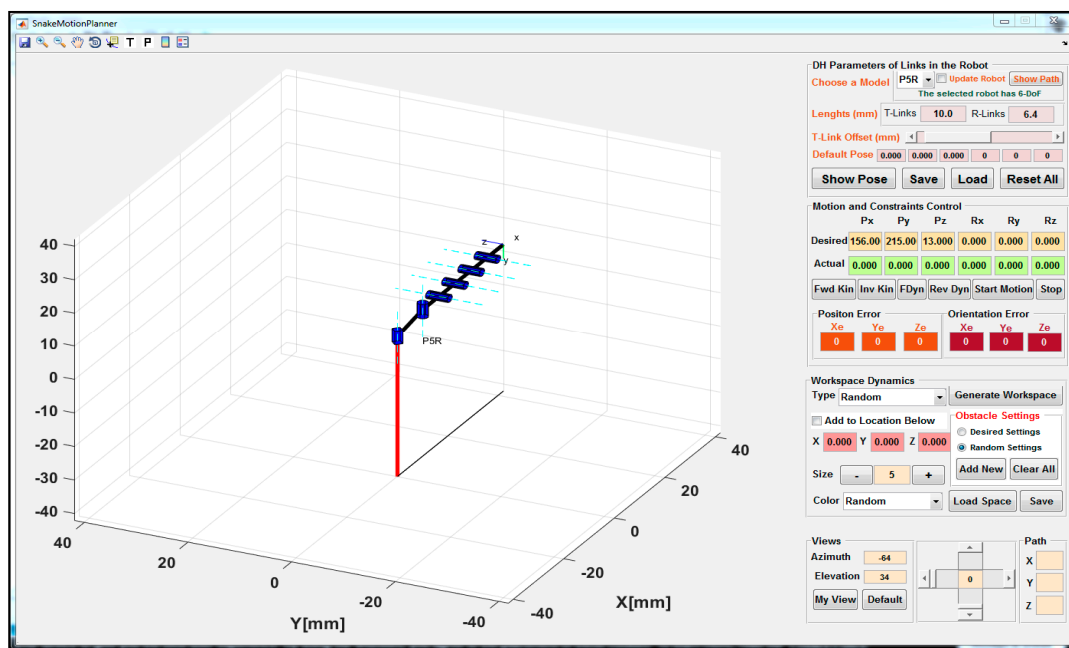 SnakeMotionPlanner
T P
DH Parameters of Links in the Robot
Choose a Model P5R Update Robot Show Path
The selected robot has 6-DoF
Lenghts (mm) T-Links 10.0 R-Links 6.4
T-Link Offset (mm)
Default Pose 0.000 0.000 0.000 0 0 0
Show Pose Save Load Reset All
Motion and Constraints Control
Px Py Pz Rx Ry Rz
Desired 156.00 215.00 13.000 0.000 0.000 0.000
Actual 0.000 0.000 0.000 0.000 0.000 0.000
Fwd Kin Inv Kin FDyn Rev Dyn Start Motion Stop
Positon Error Orientation Error
Xe Ye Ze Xe Ye Ze
0 0 0 0 0 0
Workspace Dynamics
Type Random Generate Workspace
Add to Location Below
Obstacle Settings
Desired Settings
X 0.000 Y 0.000 Z 0.000
Random Settings
Size - 5 + Add New Clear All
Color Random Load Space Save
Views Path
Azimuth -64 X
Elevation 34 0 Y
My View Default Z
z x
y
P5R
40
30
20
10
0
-10
-20
-30
-40
40 20 0 -20 -40
Y[mm]
-40 -20 0 20 40
X[mm]